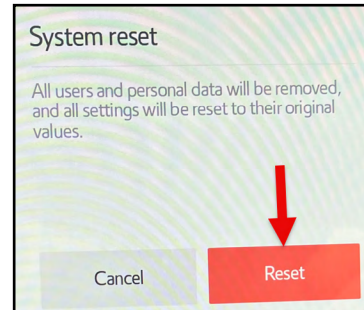 System reset
All users and personal data will be removed,
and all settings will be reset to their original
values.
Cancel
Reset